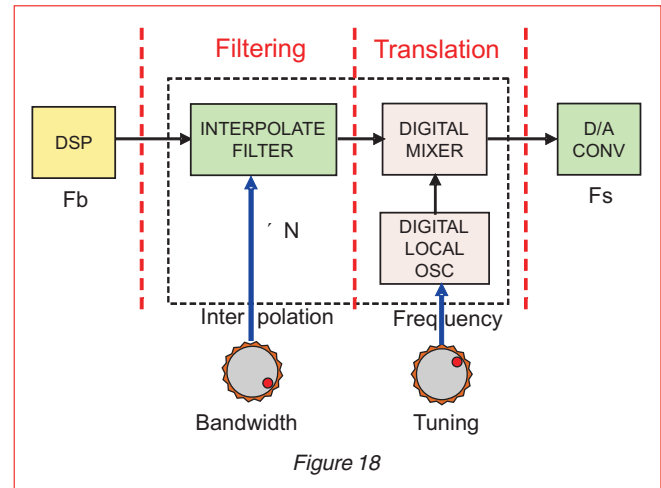 Filtering
Translation
DSP
INTERPOLATE
FILTER
DIGITAL
MIXER
D/A
CONV
Fb
Fs
´ N
DIGITAL
LOCAL
OSC
Inter polation
Frequency
Bandwidth
Tuning
Figure 18